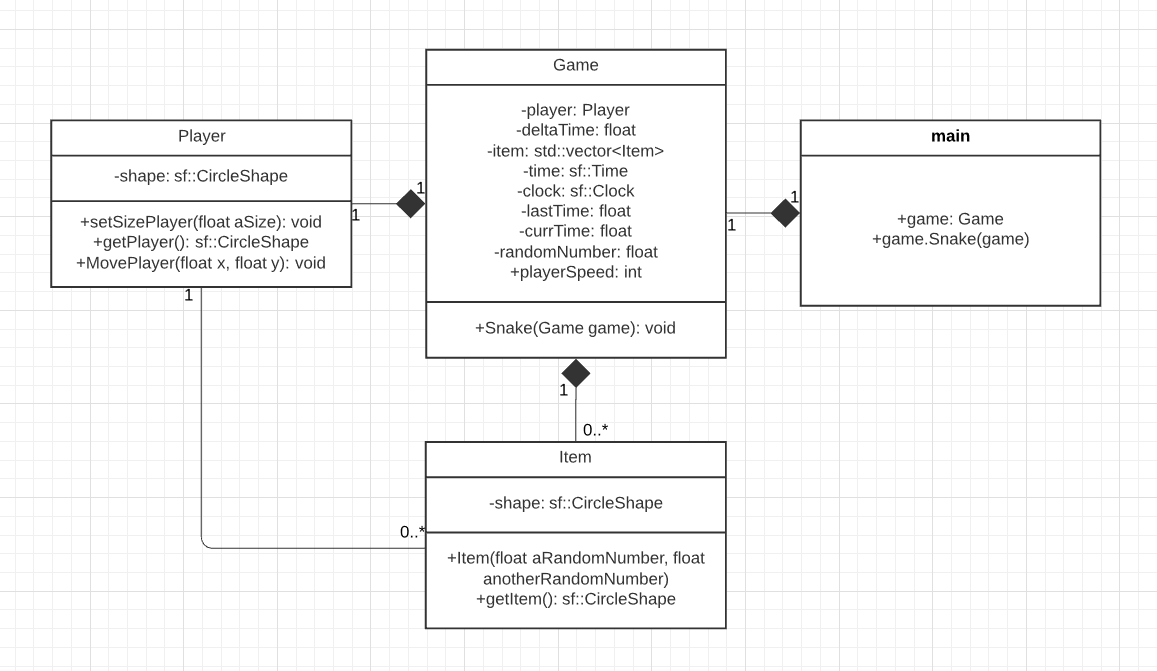 Game
-player: Player
-deltaTime: float
-item: std::vector<Item>
-time: sf::Time
-clock: sf::Clock
-lastTime: float
-currTime: float
-randomNumber: float
+playerSpeed: int
+Snake(Game game): void
Player
-shape: sf::CircleShape
+setSizePlayer(float aSize): void
+getPlayer(): sf::CircleShape
+MovePlayer(float x, float y): void
1
1
1
1
main
+game: Game
+game.Snake(game)
1
0..*
1
0..*
Item
-shape: sf::CircleShape
+Item(float aRandomNumber, float
anotherRandomNumber)
+getItem(): sf::CircleShape